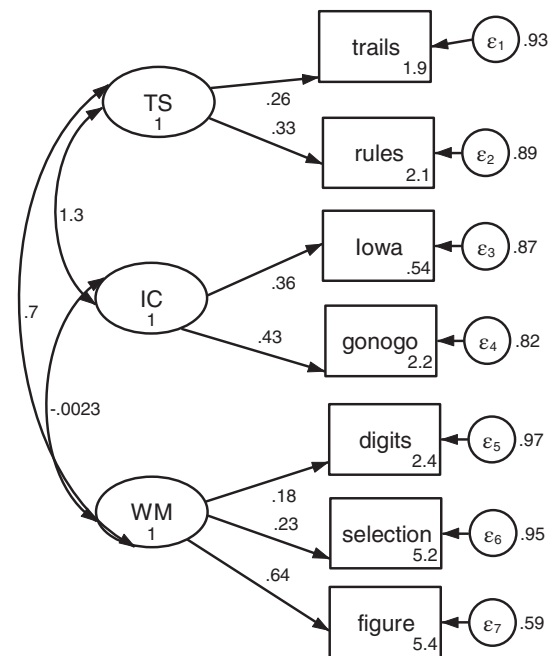 trails
1.9
ε1
.93
TS
1
.26
.33
rules
2.1
ε2
.89
1.3
Iowa
.54
ε3
.87
IC
1
.36
.43
gonogo
2.2
ε4
.82
.7
-.0023
digits
2.4
ε5
.97
WM
1
.18
.23
selection
5.2
ε6
.95
.64
figure
5.4
ε7
.59